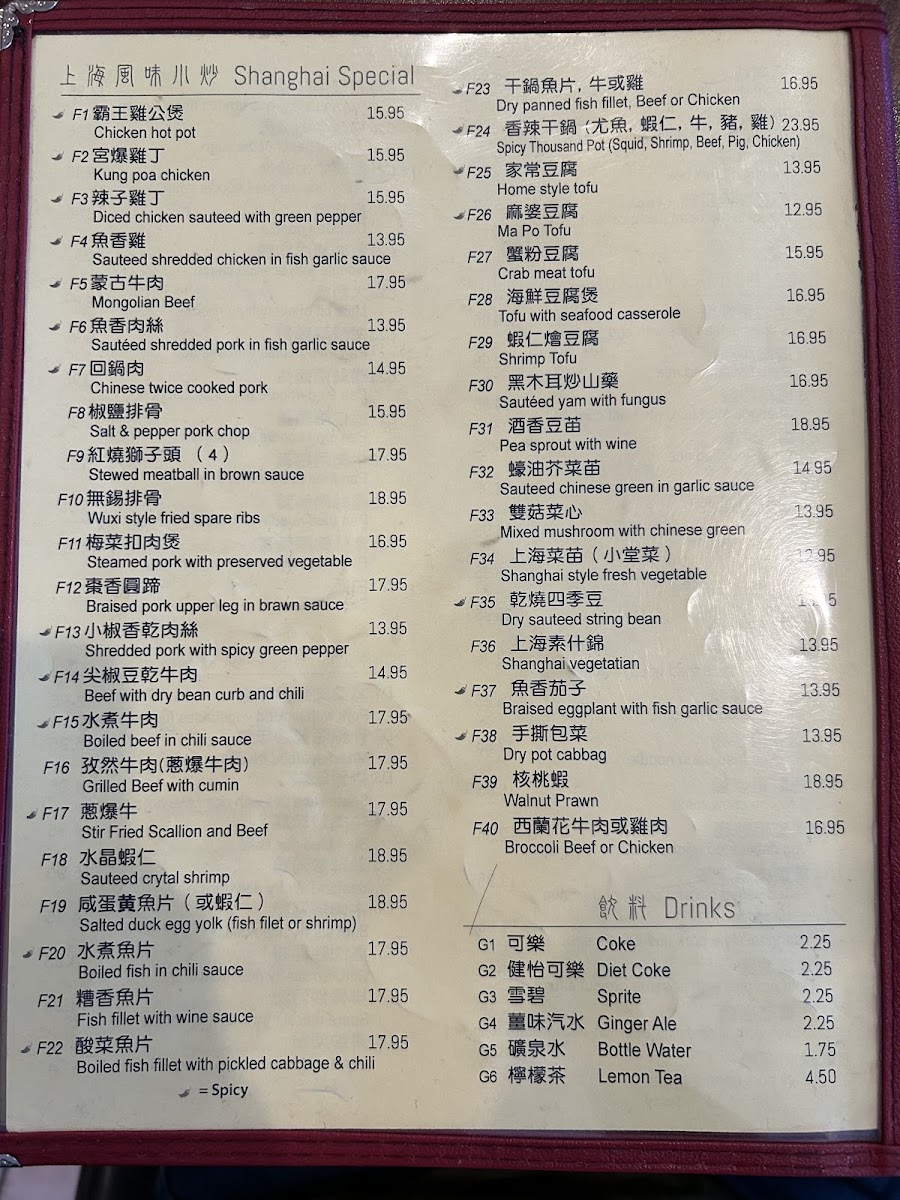 上海風味小炒 Shanghai Special
F1 霸王雞公煲 15.95
Chicken hot pot
F2 宮爆雞丁 15.95
Kung poa chicken
F3 辣子雞丁 15.95
Diced chicken sauteed with green pepper
F4 魚香雞 13.95
Sauteed shredded chicken in fish garlic sauce
F5 蒙古牛肉 17.95
Mongolian Beef
F6 魚香肉絲 13.95
Sautéed shredded pork in fish garlic sauce
F7 回鍋肉 14.95
Chinese twice cooked pork
F8 椒鹽排骨 15.95
Salt & pepper pork chop
F9 紅燒獅子頭 （4） 17.95
Stewed meatball in brown sauce
F10 無錫排骨 18.95
Wuxi style fried spare ribs
F11 梅菜扣肉煲 16.95
Steamed pork with preserved vegetable
F12 棗香圓蹄 17.95
Braised pork upper leg in brawn sauce
F13 小椒香乾肉絲 13.95
Shredded pork with spicy green pepper
F14 尖椒豆乾牛肉 14.95
Beef with dry bean curb and chili
F15 水煮牛肉 17.95
Boiled beef in chili sauce
F16 孜然牛肉(蔥爆牛肉) 17.95
Grilled Beef with cumin
F17 蔥爆牛 17.95
Stir Fried Scallion and Beef
F18 水晶蝦仁 18.95
Sauteed crytal shrimp
F19 咸蛋黃魚片（或蝦仁） 18.95
Salted duck egg yolk (fish filet or shrimp)
F20 水煮魚片 17.95
Boiled fish in chili sauce
F21 糟香魚片 17.95
Fish fillet with wine sauce
F22 酸菜魚片 17.95
Boiled fish fillet with pickled cabbage & chili
= Spicy
F23 干鍋魚片, 牛或雞 16.95
Dry panned fish fillet, Beef or Chicken
F24 香辣干鍋（尤魚, 蝦仁, 牛, 豬, 雞）23.95
Spicy Thousand Pot (Squid, Shrimp, Beef, Pig, Chicken)
F25 家常豆腐 13.95
Home style tofu
F26 麻婆豆腐 12.95
Ma Po Tofu
F27 蟹粉豆腐 15.95
Crab meat tofu
F28 海鮮豆腐煲 16.95
Tofu with seafood casserole
F29 蝦仁燴豆腐 16.95
Shrimp Tofu
F30 黑木耳炒山藥 16.95
Sautéed yam with fungus
F31 酒香豆苗 18.95
Pea sprout with wine
F32 蠔油芥菜苗 14.95
Sauteed chinese green in garlic sauce
F33 雙菇菜心 13.95
Mixed mushroom with chinese green
F34 上海菜苗（小堂菜） 12.95
Shanghai style fresh vegetable
F35 乾燒四季豆
Dry sauteed string bean
F36 上海素什錦 13.95
Shanghai vegetatian
F37 魚香茄子 13.95
Braised eggplant with fish garlic sauce
F38 手撕包菜 13.95
Dry pot cabbag
F39 核桃蝦 18.95
Walnut Prawn
F40 西蘭花牛肉或雞肉 16.95
Broccoli Beef or Chicken
飲料 Drinks
G1 可樂 Coke 2.25
G2 健怡可樂 Diet Coke 2.25
G3 雪碧 Sprite 2.25
G4 薑味汽水 Ginger Ale 2.25
G5 礦泉水 Bottle Water 1.75
G6 檸檬茶 Lemon Tea 4.50